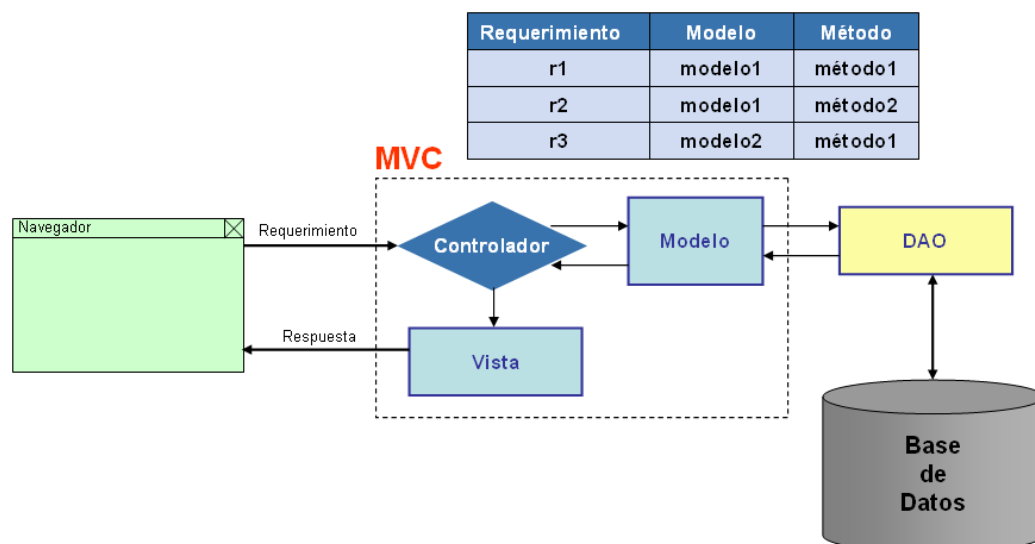 Requerimiento Modelo Método
r1 modelo1 método1
r2 modelo1 método2
r3 modelo2 método1
MVC
Navegador
Requerimiento
Controlador
Modelo
DAO
Respuesta
Vista
Base
de
Datos